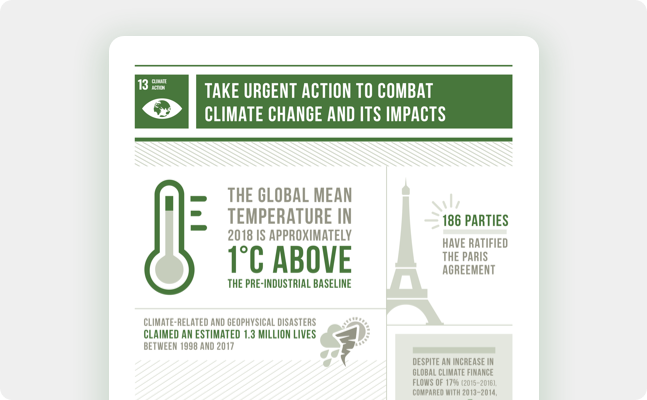 13 CLIMATE
ACTION
TAKE URGENT ACTION TO COMBAT
CLIMATE CHANGE AND ITS IMPACTS
THE GLOBAL MEAN
TEMPERATURE IN
2018 IS APPROXIMATELY
1°C ABOVE
THE PRE-INDUSTRIAL BASELINE
186 PARTIES
HAVE RATIFIED
THE PARIS
AGREEMENT
CLIMATE-RELATED AND GEOPHYSICAL DISASTERS
CLAIMED AN ESTIMATED 1.3 MILLION LIVES
BETWEEN 1998 AND 2017
DESPITE AN INCREASE IN
GLOBAL CLIMATE FINANCE
FLOWS OF 17% (2015–2016),
COMPARED WITH 2013–2014,